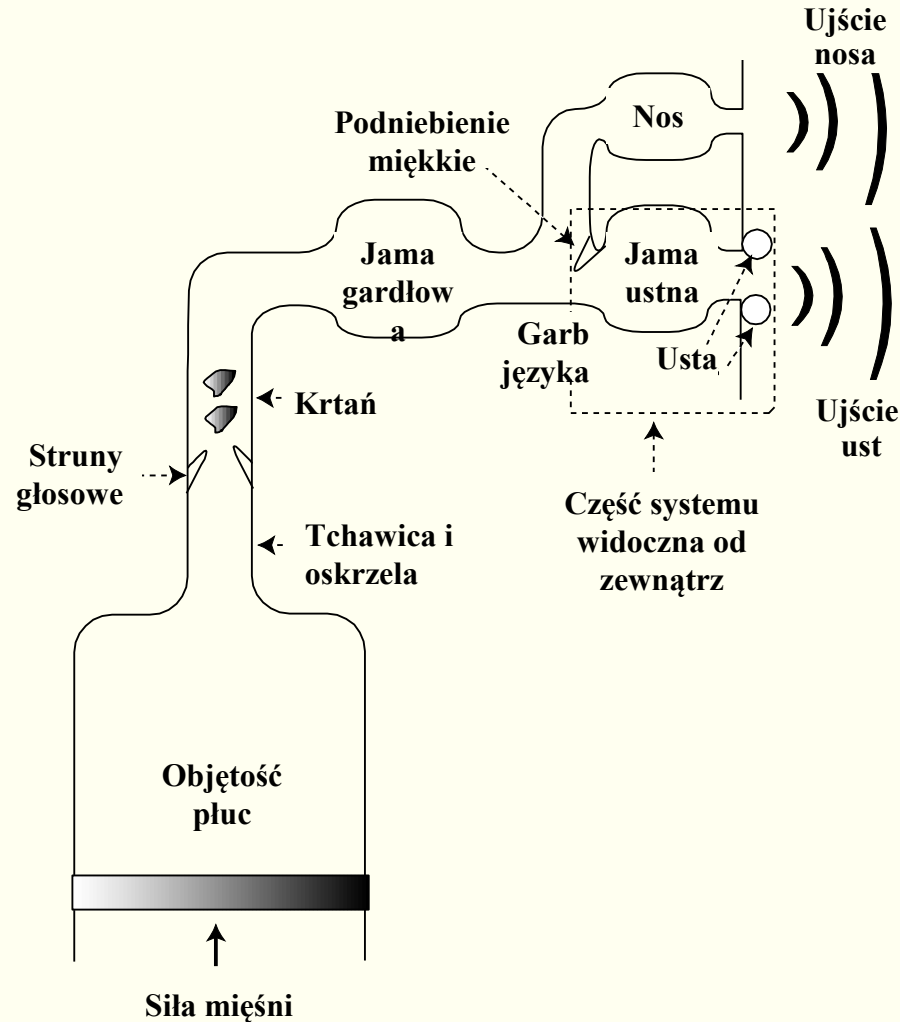 Ujście
nosa
Nos
Podniebienie
miękkie
Jama
gardłow
a
Jama
ustna
Garb
języka
Usta
Krtań
Ujście
ust
Struny
głosowe
Część systemu
widoczna od
zewnątrz
Tchawica i
oskrzela
Objętość
płuc
Siła mięśni